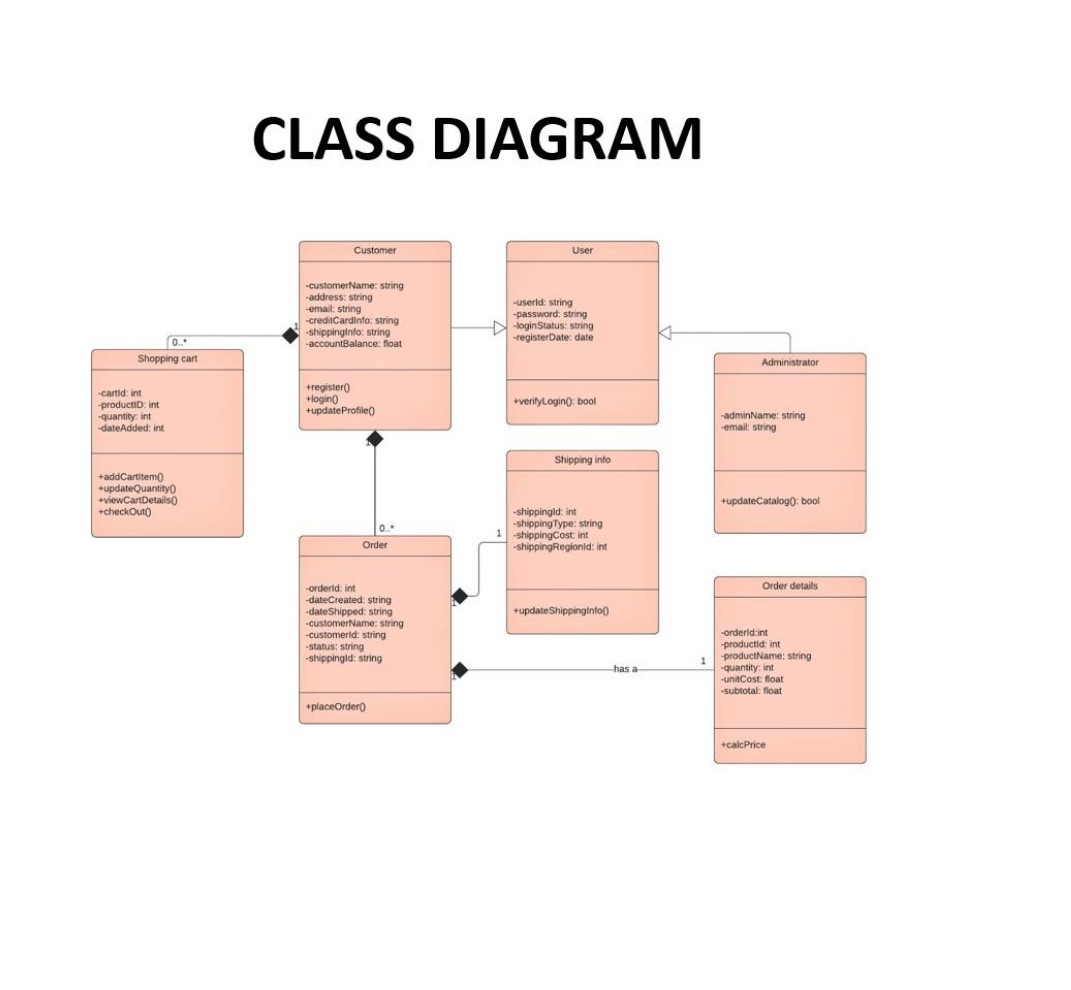 CLASS DIAGRAM
Customer
-customerName: string
-address: string
-email: string
-creditCardInfo: string
-shippingInfo: string
-accountBalance: float
+register()
+login()
+updateProfile()
User
-userId: string
-password: string
-loginStatus: string
-registerDate: date
+verifyLogin(): bool
1
0..*
Shopping cart
-cartId: int
-productID: int
-quantity: int
-dateAdded: int
+addCartItem()
+updateQuantity()
+viewCartDetails()
+checkOut()
Administrator
-adminName: string
-email: string
+updateCatalog(): bool
1
0..*
Shipping info
-shippingId: int
-shippingType: string
-shippingCost: int
-shippingRegionId: int
+updateShippingInfo()
Order
-orderId: int
-dateCreated: string
-dateShipped: string
-customerName: string
-customerId: string
-status: string
-shippingId: string
+placeOrder()
1
1
1
has a
1
Order details
-orderId:int
-productId: int
-productName: string
-quantity: int
-unitCost: float
-subtotal: float
+calcPrice